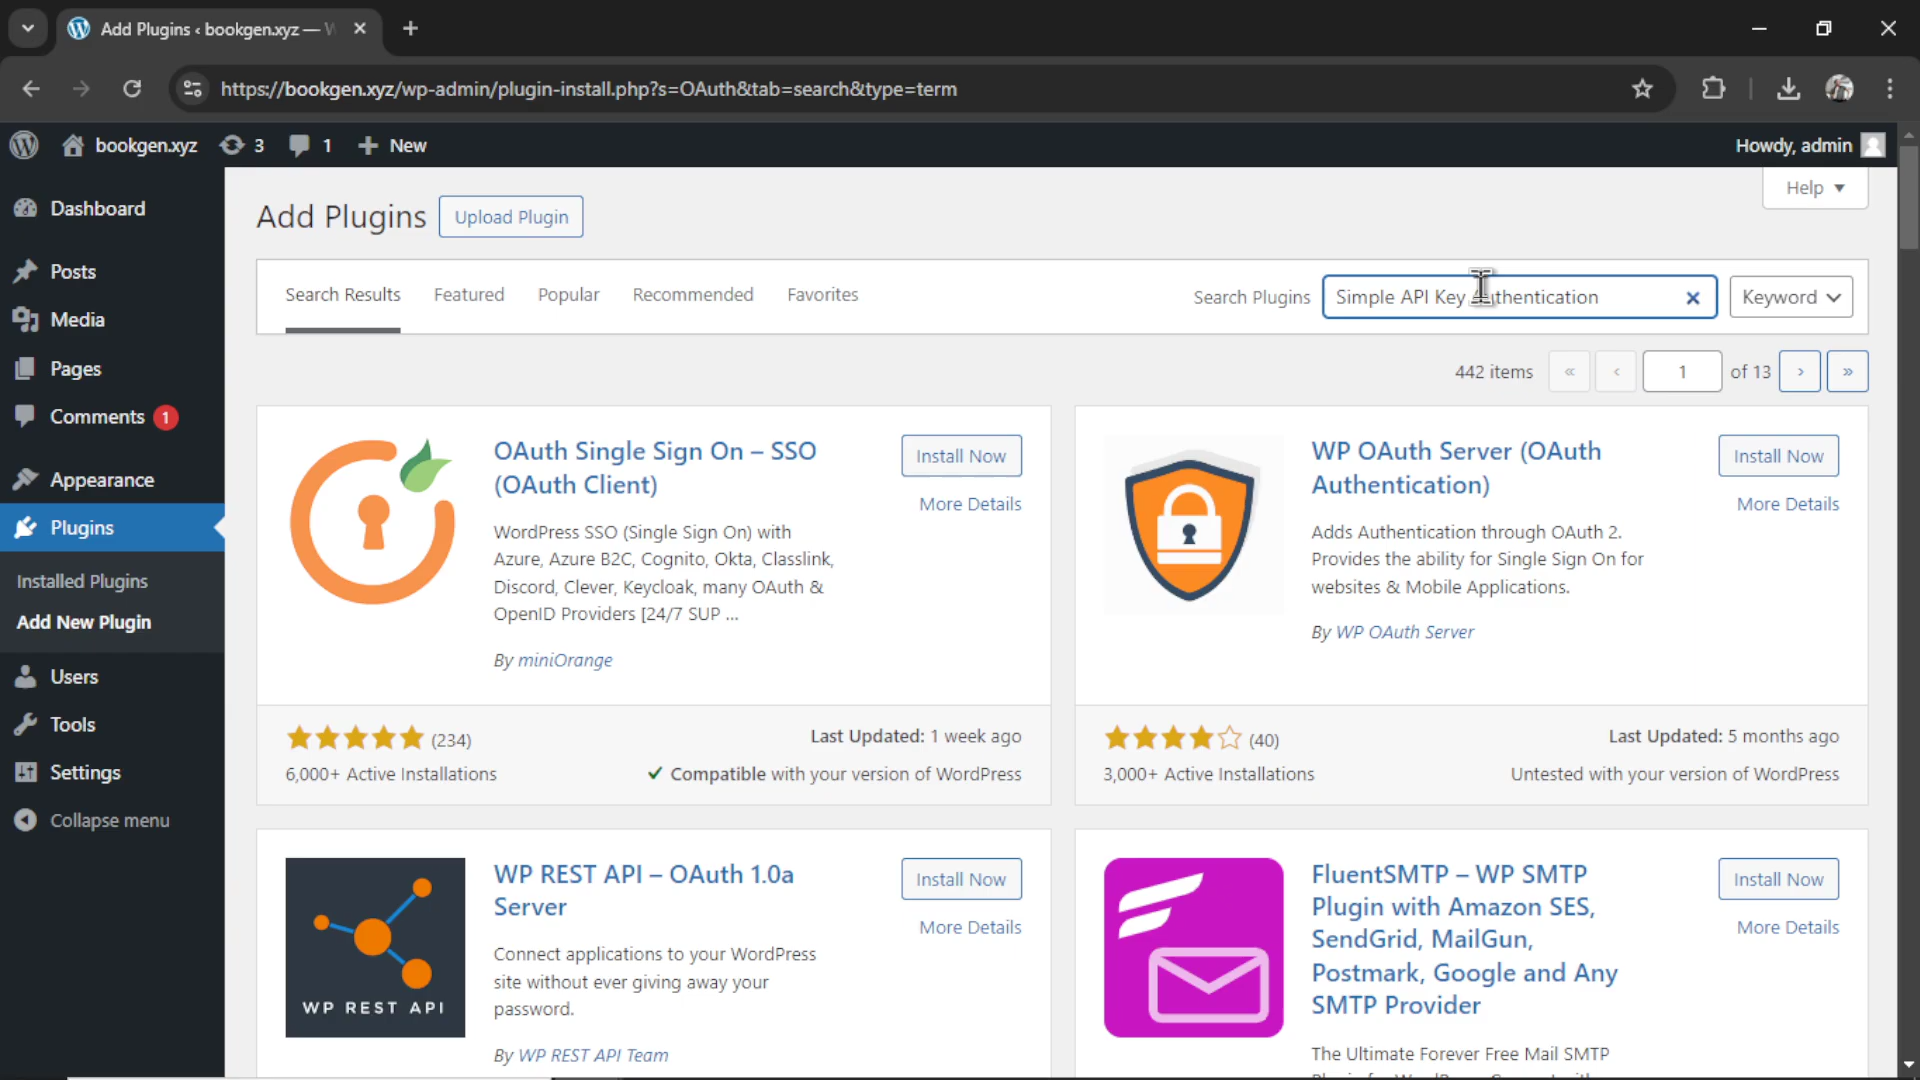 Add Plugins ‹ bookgen.xyz — W
https://bookgen.xyz/wp-admin/plugin-install.php?s=OAuth&tab=search&type=term
bookgen.xyz
3
1
New
Howdy, admin
Dashboard
Posts
Media
Pages
Comments 1
Appearance
Plugins
Installed Plugins
Add New Plugin
Users
Tools
Settings
Collapse menu
Help
Add Plugins
Upload Plugin
Search Results
Featured
Popular
Recommended
Favorites
Search Plugins
Simple API Key Authentication
Keyword
442 items
«
‹
1
of 13
›
»
OAuth Single Sign On – SSO
(OAuth Client)
Install Now
More Details
WordPress SSO (Single Sign On) with
Azure, Azure B2C, Cognito, Okta, Classlink,
Discord, Clever, Keycloak, many OAuth &
OpenID Providers [24/7 SUP ...
By miniOrange
(234)
Last Updated: 1 week ago
6,000+ Active Installations
Compatible with your version of WordPress
WP OAuth Server (OAuth
Authentication)
Install Now
More Details
Adds Authentication through OAuth 2.
Provides the ability for Single Sign On for
websites & Mobile Applications.
By WP OAuth Server
(40)
Last Updated: 5 months ago
3,000+ Active Installations
Untested with your version of WordPress
WP REST API
WP REST API – OAuth 1.0a
Server
Install Now
More Details
Connect applications to your WordPress
site without ever giving away your
password.
By WP REST API Team
FluentSMTP – WP SMTP
Plugin with Amazon SES,
SendGrid, MailGun,
Postmark, Google and Any
SMTP Provider
Install Now
More Details
The Ultimate Forever Free Mail SMTP